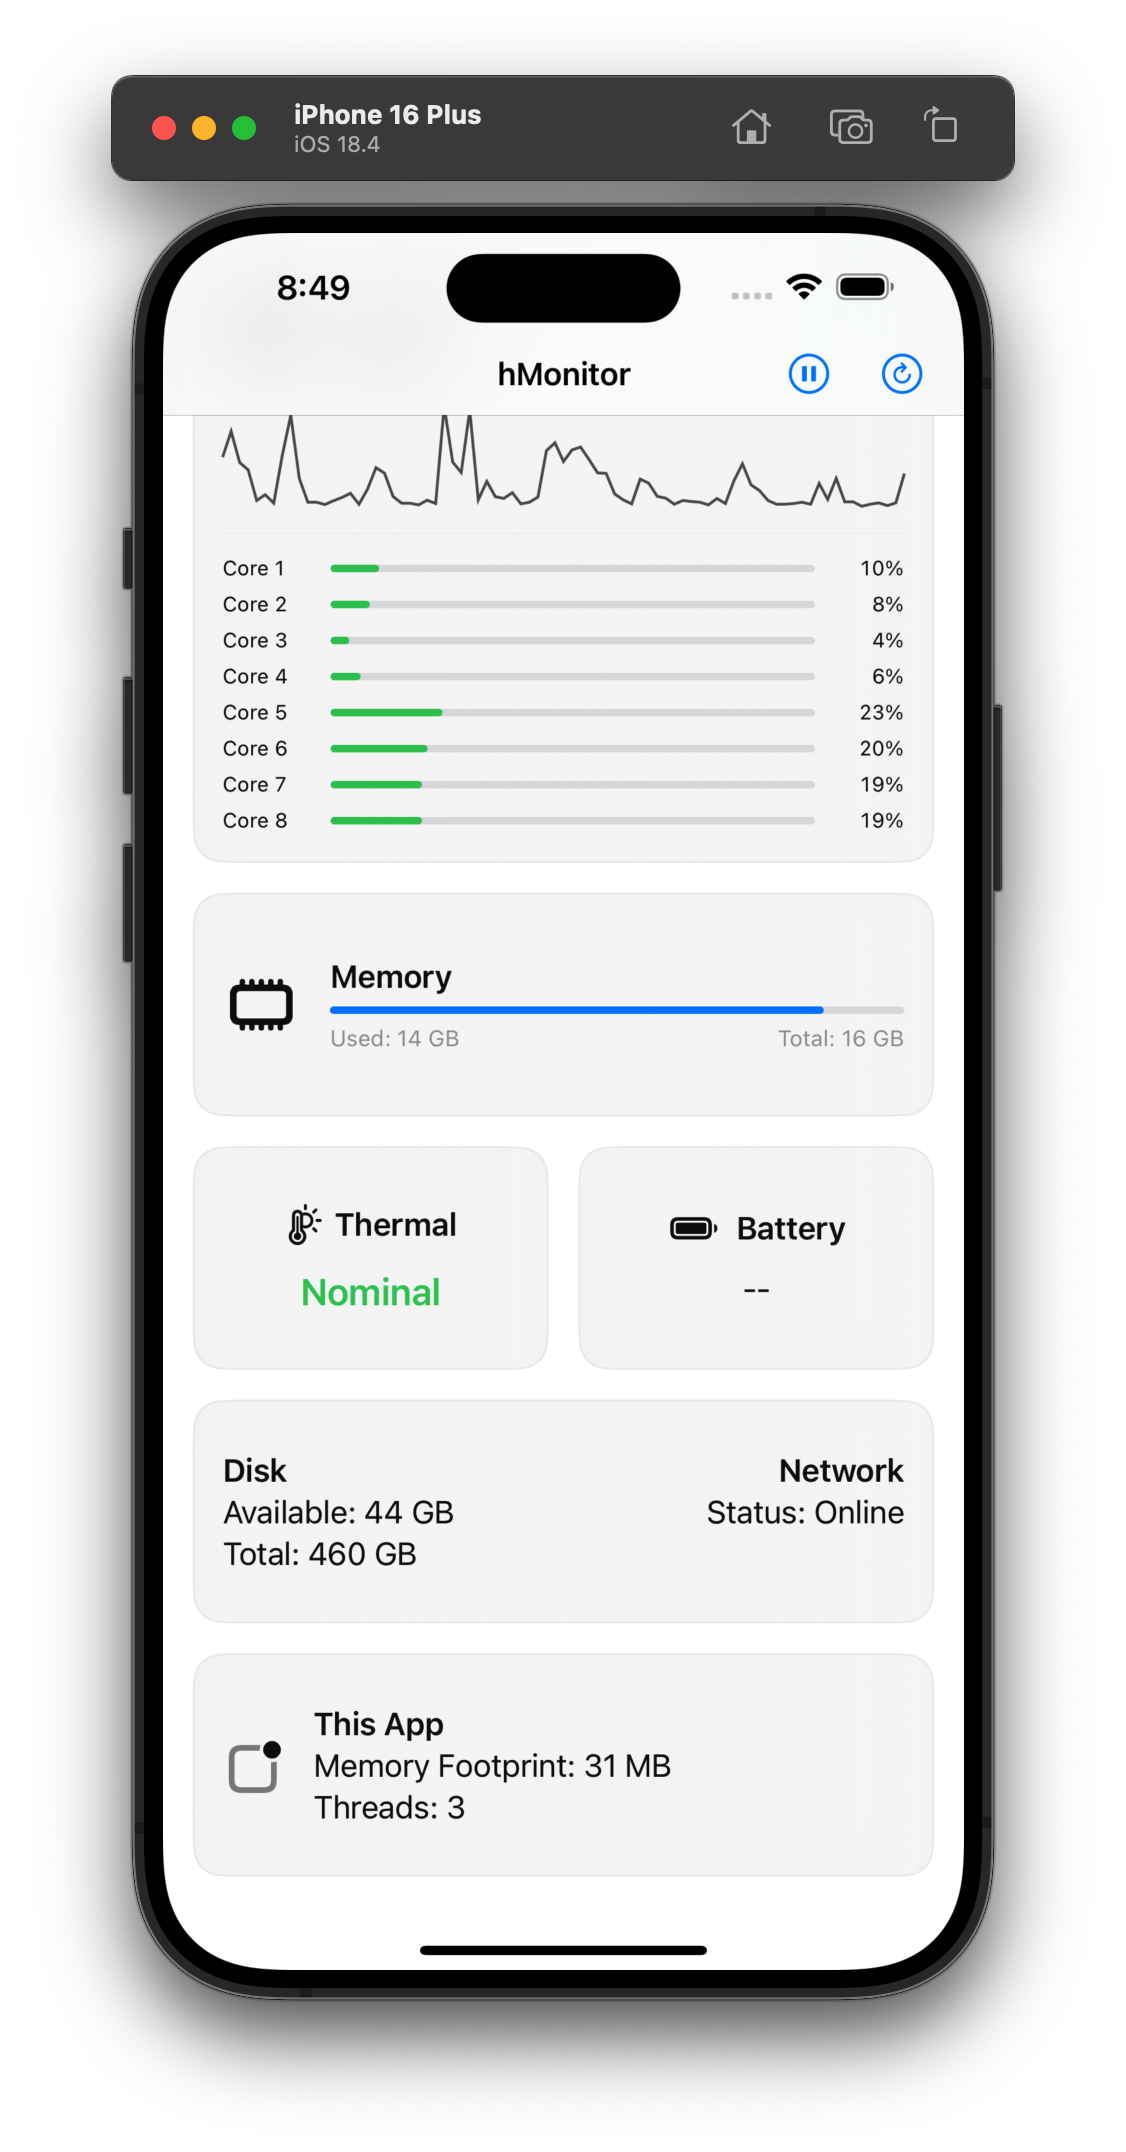 iPhone 16 Plus
iOS 18.4
8:49
hMonitor
Core 1 10%
Core 2 8%
Core 3 4%
Core 4 6%
Core 5 23%
Core 6 20%
Core 7 19%
Core 8 19%
Memory
Used: 14 GB Total: 16 GB
Thermal
Nominal
Battery
--
Disk
Available: 44 GB
Total: 460 GB
Network
Status: Online
This App
Memory Footprint: 31 MB
Threads: 3